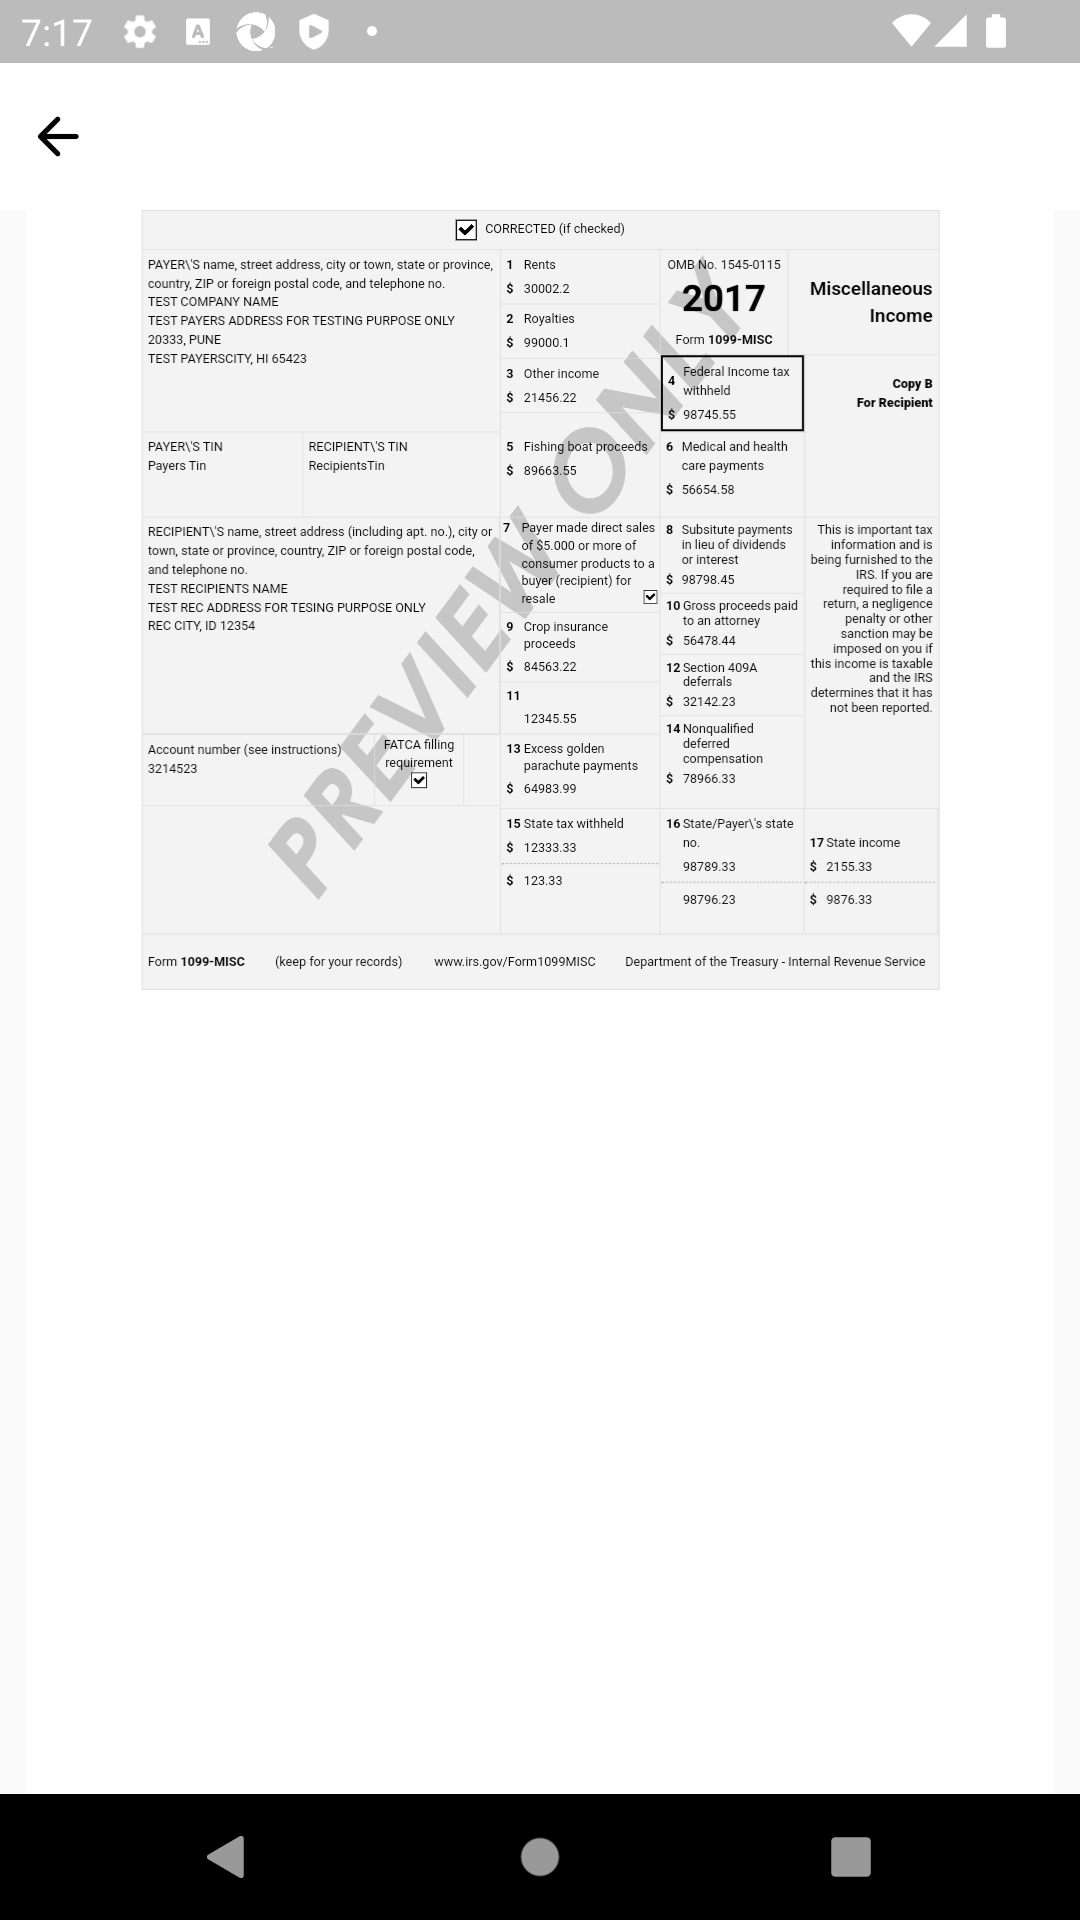 7:17
CORRECTED (if checked)
PAYER\'S name, street address, city or town, state or province,
country, ZIP or foreign postal code, and telephone no.
TEST COMPANY NAME
TEST PAYERS ADDRESS FOR TESTING PURPOSE ONLY
20333, PUNE
TEST PAYERSCITY, HI 65423
1 Rents
$ 30002.2
2 Royalties
$ 99000.1
3 Other income
$ 21456.22
OMB No. 1545-0115
2017
Form 1099-MISC
Miscellaneous
Income
4 Federal Income tax
withheld
$ 98745.55
Copy B
For Recipient
PAYER\'S TIN
Payers Tin
RECIPIENT\'S TIN
RecipientsTin
5 Fishing boat proceeds
$ 89663.55
6 Medical and health
care payments
$ 56654.58
RECIPIENT\'S name, street address (including apt. no.), city or
town, state or province, country, ZIP or foreign postal code,
and telephone no.
TEST RECIPIENTS NAME
TEST REC ADDRESS FOR TESING PURPOSE ONLY
REC CITY, ID 12354
7 Payer made direct sales
of $5.000 or more of
consumer products to a
buyer (recipient) for
resale
8 Subsitute payments
in lieu of dividends
or interest
$ 98798.45
This is important tax
information and is
being furnished to the
IRS. If you are
required to file a
return, a negligence
penalty or other
sanction may be
imposed on you if
this income is taxable
and the IRS
determines that it has
not been reported.
9 Crop insurance
proceeds
$ 84563.22
10 Gross proceeds paid
to an attorney
$ 56478.44
11
12345.55
12 Section 409A
deferrals
$ 32142.23
Account number (see instructions)
3214523
FATCA filling
requirement
13 Excess golden
parachute payments
$ 64983.99
14 Nonqualified
deferred
compensation
$ 78966.33
15 State tax withheld
$ 12333.33
$ 123.33
16 State/Payer\'s state
no.
98789.33
98796.23
17 State income
$ 2155.33
$ 9876.33
Form 1099-MISC (keep for your records) www.irs.gov/Form1099MISC Department of the Treasury - Internal Revenue Service
PREVIEW ONLY